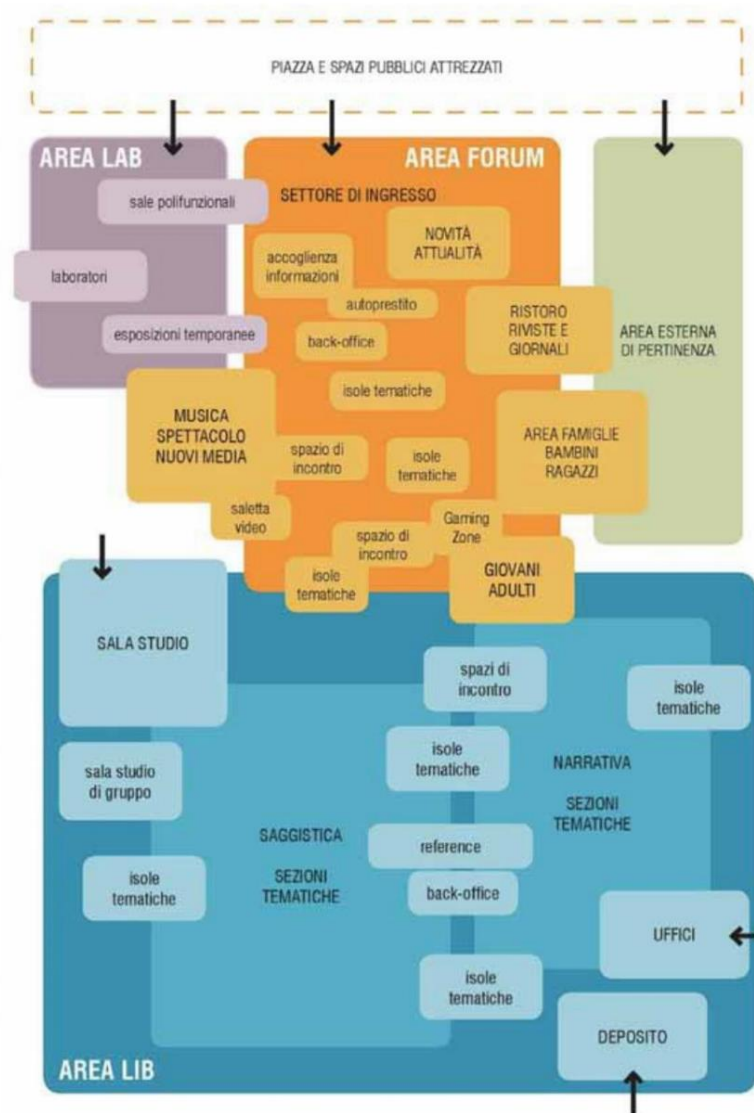 PIAZZA E SPAZI PUBBLICI ATTREZZATI
AREA LAB
AREA FORUM
sale polifunzionali
SETTORE DI INGRESSO
NOVITÀ
ATTUALITÀ
accoglienza
informazioni
laboratori
autoprestito
RISTORO
RIVISTE E
GIORNALI
AREA ESTERNA
DI PERTINENZA
esposizioni temporanee
back-office
isole tematiche
MUSICA
SPETTACOLO
NUOVI MEDIA
AREA FAMIGLIE
BAMBINI
RAGAZZI
spazio di
incontro
isole
tematiche
saletta
video
Gaming
Zone
spazio di
incontro
isole
tematiche
GIOVANI
ADULTI
SALA STUDIO
spazi di
incontro
isole
tematiche
sala studio
di gruppo
isole
tematiche
NARRATIVA
SEZIONI
TEMATICHE
SAGGISTICA
SEZIONI
TEMATICHE
reference
isole
tematiche
back-office
UFFICI
isole
tematiche
DEPOSITO
AREA LIB